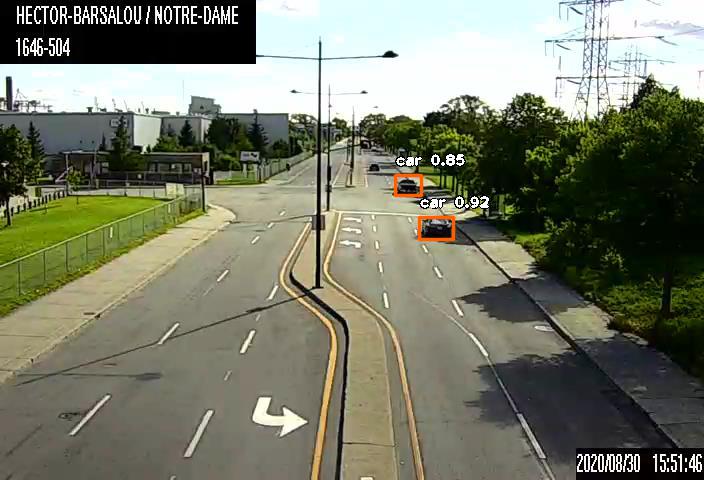 HECTOR-BARSALOU / NOTRE-DAME
1646-504
car 0.85
car 0.92
2020/08/30 15:51:46